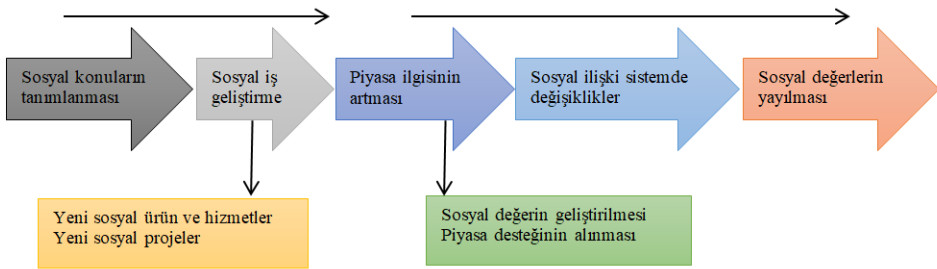 Sosyal konuların
tanımlanması
Sosyal iş
geliştirme
Piyasa ilgisinin
artması
Sosyal ilişki sistemde
değişiklikler
Sosyal değerlerin
yayılması
Yeni sosyal ürün ve hizmetler
Yeni sosyal projeler
Sosyal değerin geliştirilmesi
Piyasa desteğinin alınması